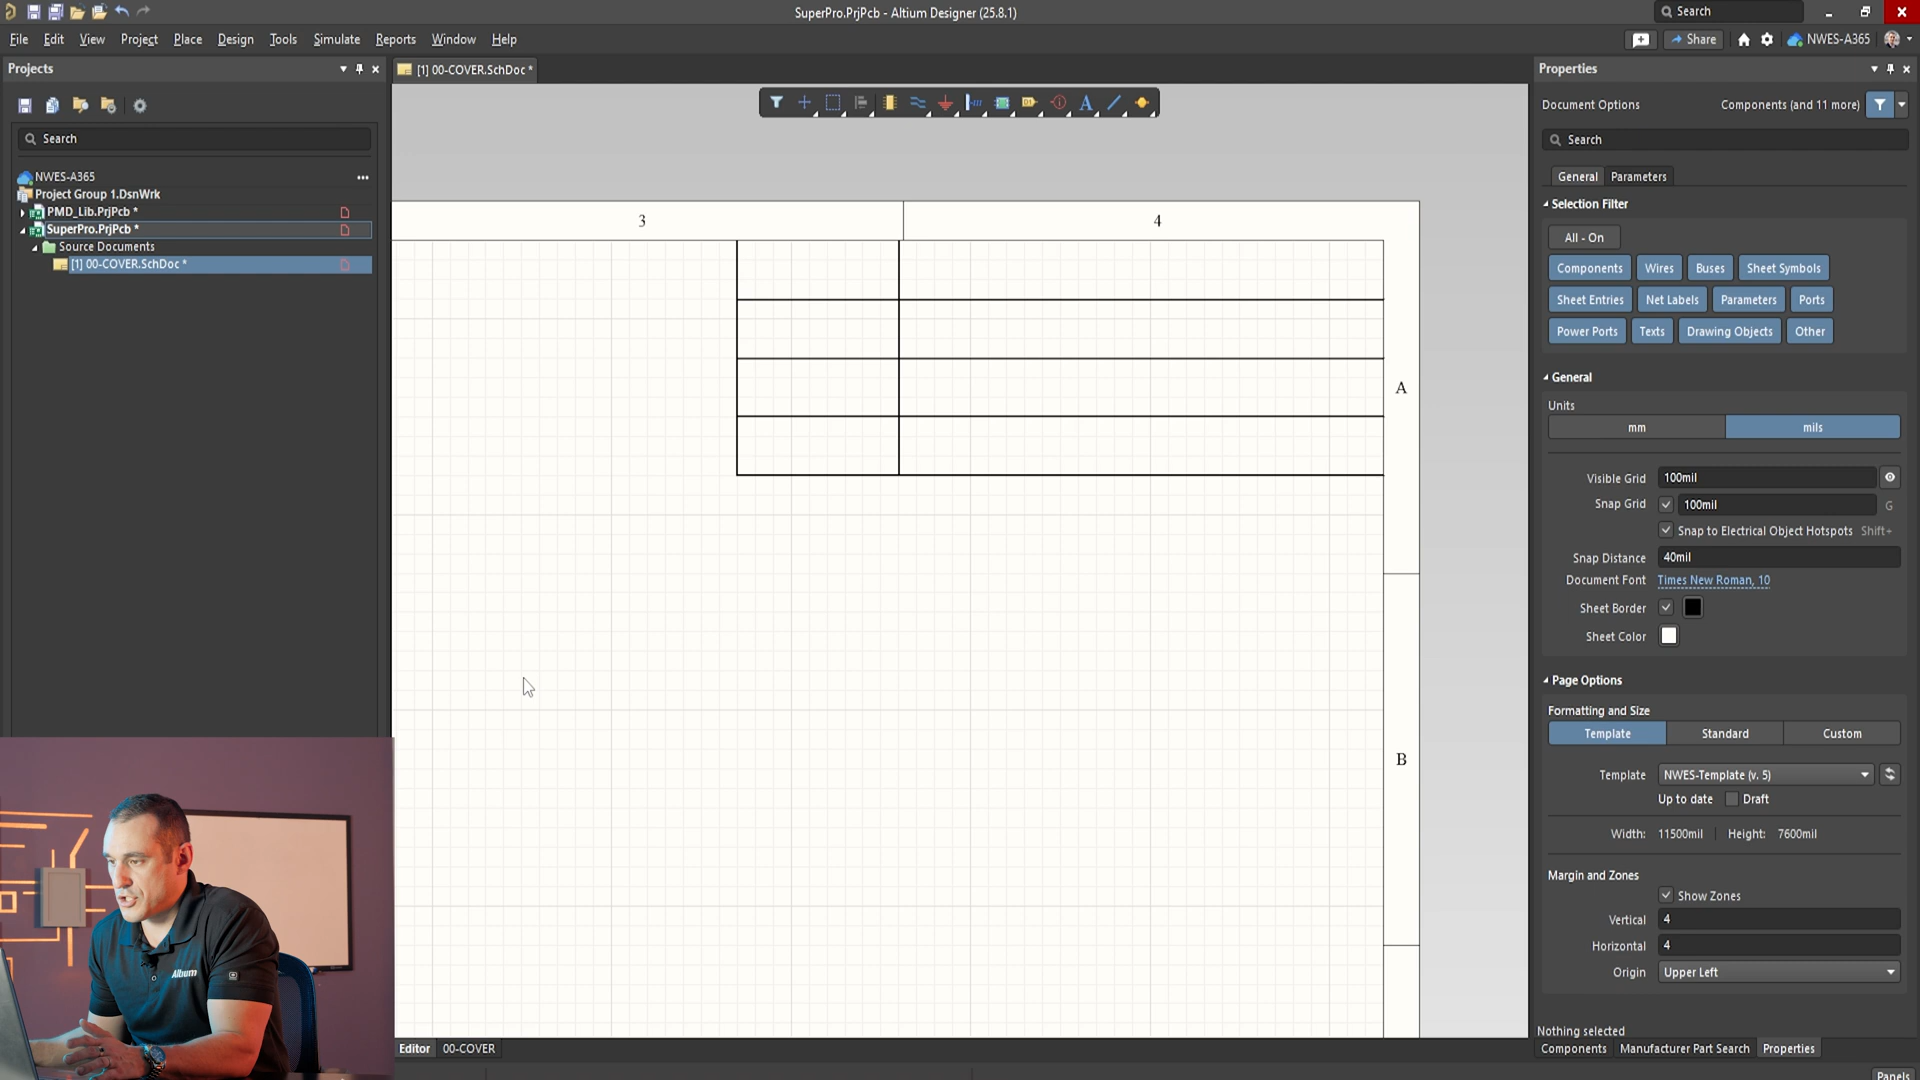 SuperPro.PrjPcb - Altium Designer (25.8.1)
Search
File Edit View Project Place Design Tools Simulate Reports Window Help
Share
NWES-A365
Projects
[1] 00-COVER.SchDoc *
Properties
Document Options
Components (and 11 more)
Search
Search
General Parameters
NWES-A365
Project Group 1.DsnWrk
PMD_Lib.PrjPcb *
SuperPro.PrjPcb *
Source Documents
[1] 00-COVER.SchDoc *
3
4
A
B
Selection Filter
All - On
Components Wires Buses Sheet Symbols
Sheet Entries Net Labels Parameters Ports
Power Ports Texts Drawing Objects Other
General
Units
mm mils
Visible Grid 100mil
Snap Grid 100mil G
Snap to Electrical Object Hotspots Shift+
Snap Distance 40mil
Document Font Times New Roman, 10
Sheet Border
Sheet Color
Page Options
Formatting and Size
Template Standard Custom
Template NWES-Template (v. 5)
Up to date Draft
Width: 11500mil Height: 7600mil
Margin and Zones
Show Zones
Vertical 4
Horizontal 4
Origin Upper Left
Nothing selected
Components Manufacturer Part Search Properties
Editor 00-COVER
Panels
Altium